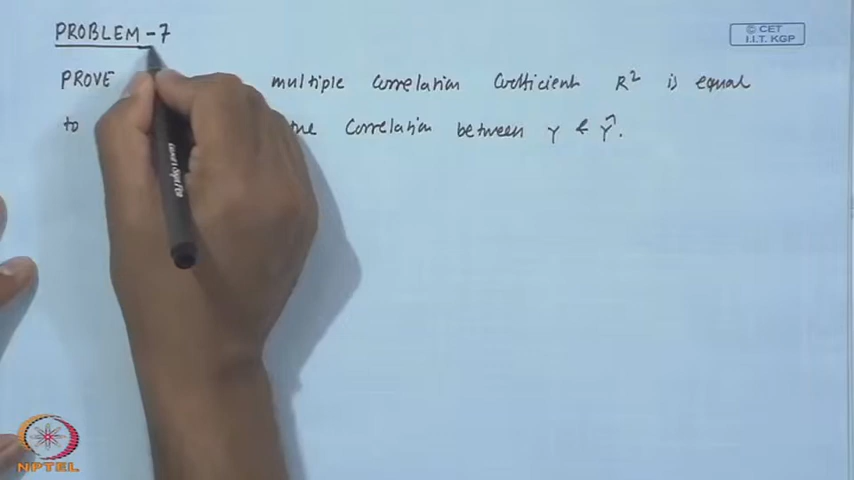 PROBLEM-7
© CET
I.I.T. KGP
PROVE multiple correlation coefficient R² is equal
to the correlation between Y & Ŷ.
NPTEL